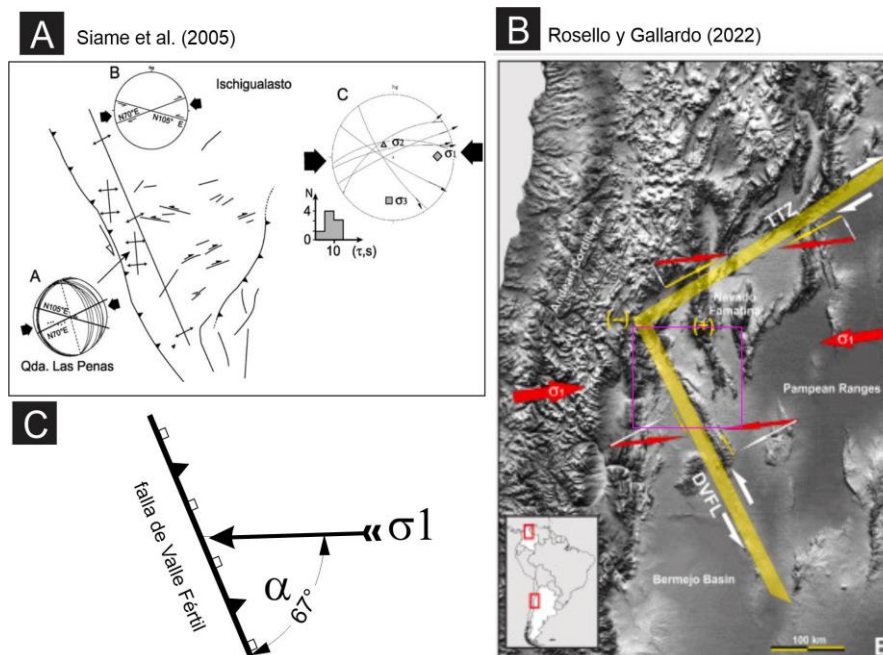 A Siame et al. (2005)
B
Ischigualasto
N70°E
N105° E
A
N105°E
N70°E
Qda. Las Penas
C
σ2
σ1
σ3
N
4
0
10 (τ,s)
B Rosello y Gallardo (2022)
TTZ
Nevado
Famatina
(−)
(+)
σ1
σ1
Pampean Ranges
DVFL
Bermejo Basin
100 km
C
falla de Valle Fértil
σ1
α
67°